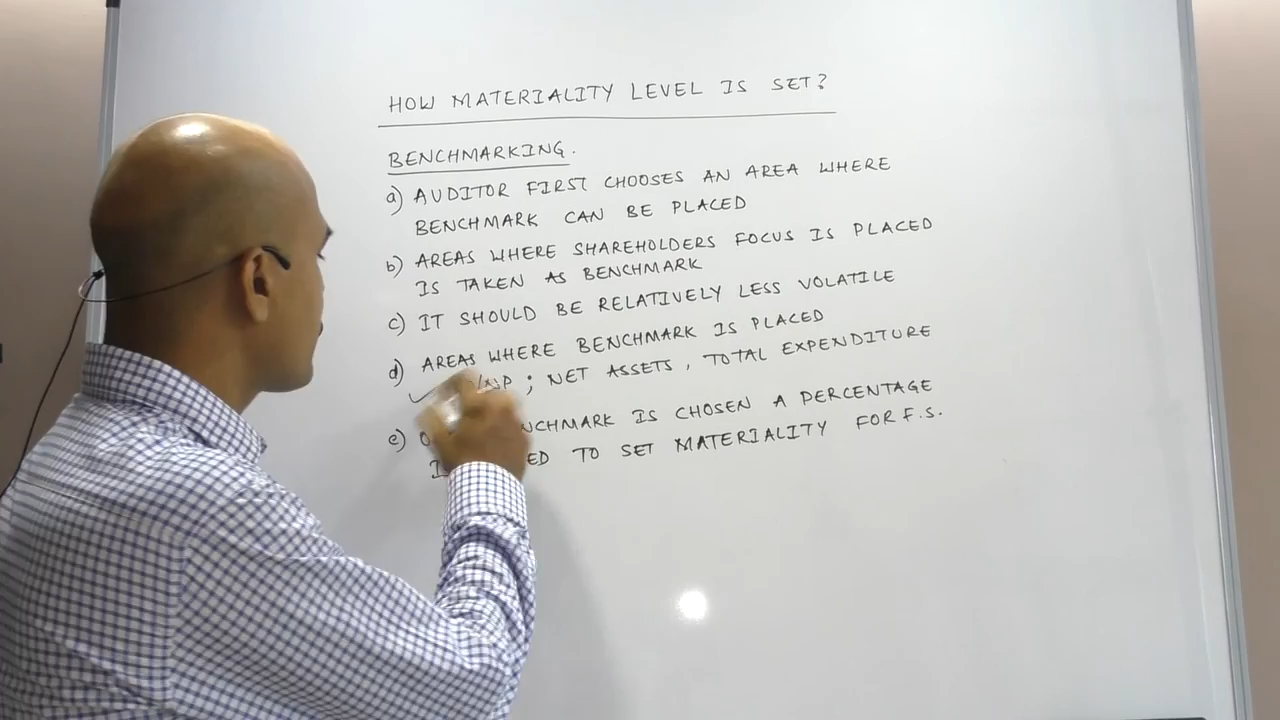 HOW MATERIALITY LEVEL IS SET?
BENCHMARKING.
a) AUDITOR FIRST CHOOSES AN AREA WHERE
BENCHMARK CAN BE PLACED
b) AREAS WHERE SHAREHOLDERS FOCUS IS PLACED
IS TAKEN AS BENCHMARK
c) IT SHOULD BE RELATIVELY LESS VOLATILE
d) AREAS WHERE BENCHMARK IS PLACED
; NET ASSETS, TOTAL EXPENDITURE
e) IS CHOSEN A PERCENTAGE
TO SET MATERIALITY FOR F.S.